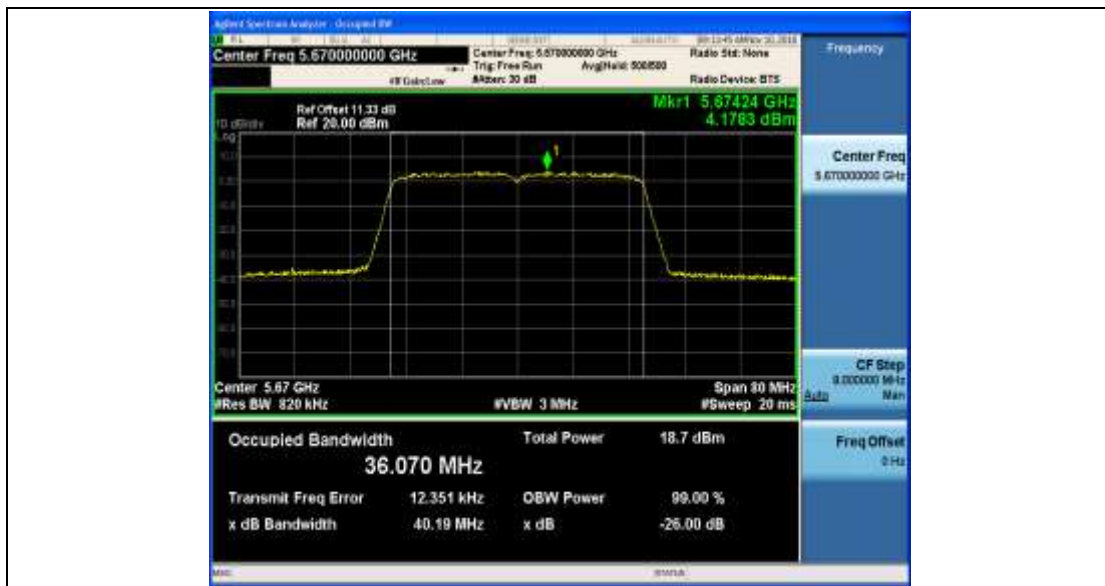 Agilent Spectrum Analyzer - Occupied BW
Center Freq 5.670000000 GHz
Center Freq: 5.670000000 GHz
Trig: Free Run Avg|Hold: 500/500
#IFGain:Low #Atten: 30 dB
Radio Std: None
Radio Device: BTS
Frequency
Ref Offset 11.33 dB
10 dB/div Ref 20.00 dBm
Log
Mkr1 5.67424 GHz
4.1783 dBm
1
Center Freq
5.670000000 GHz
Center 5.67 GHz Span 80 MHz
#Res BW 820 kHz #VBW 3 MHz #Sweep 20 ms
CF Step
8.000000 MHz
Auto Man
Freq Offset
0 Hz
Occupied Bandwidth Total Power 18.7 dBm
36.070 MHz
Transmit Freq Error 12.351 kHz OBW Power 99.00 %
x dB Bandwidth 40.19 MHz x dB -26.00 dB
MSG STATUS